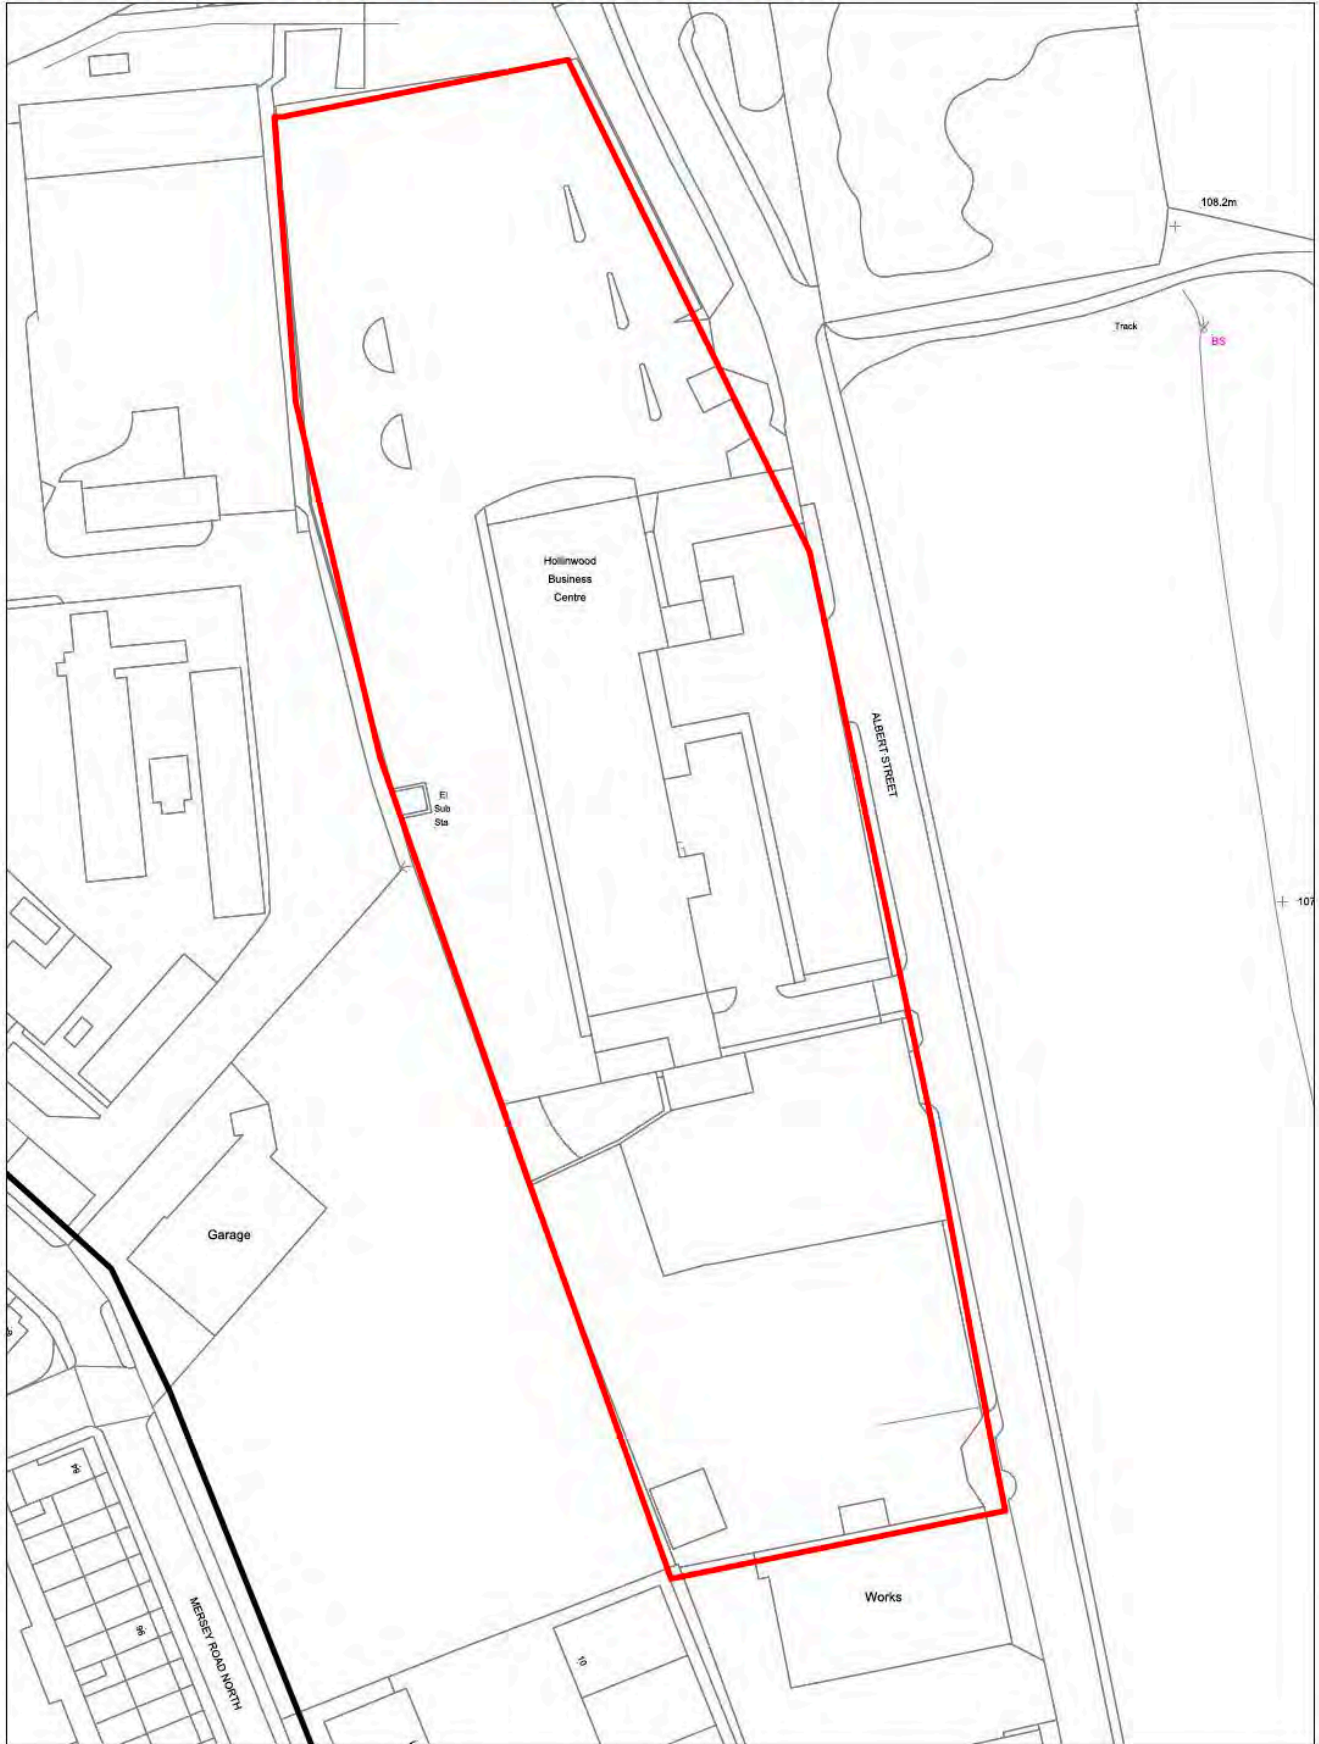 108.2m
Track
BS
Hollinwood
Business
Centre
ALBERT STREET
El
Sub
Sta
107
Garage
84
96
MERSEY ROAD NORTH
10
Works